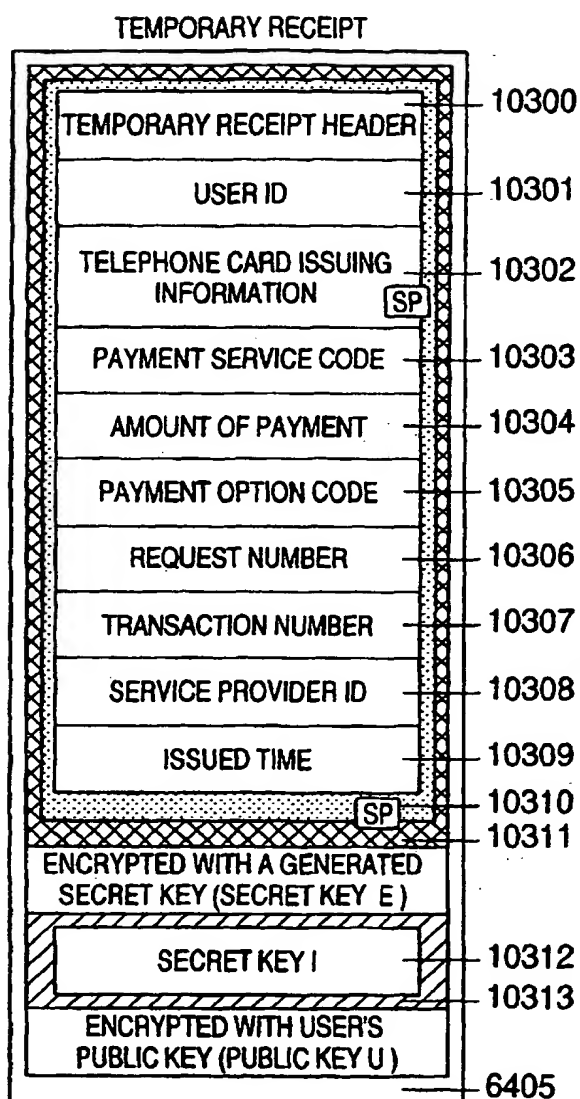 TEMPORARY RECEIPT
TEMPORARY RECEIPT HEADER 10300
USER ID 10301
TELEPHONE CARD ISSUING
INFORMATION 10302
SP
PAYMENT SERVICE CODE 10303
AMOUNT OF PAYMENT 10304
PAYMENT OPTION CODE 10305
REQUEST NUMBER 10306
TRANSACTION NUMBER 10307
SERVICE PROVIDER ID 10308
ISSUED TIME 10309
SP 10310
10311
ENCRYPTED WITH A GENERATED
SECRET KEY (SECRET KEY E)
SECRET KEY I 10312
10313
ENCRYPTED WITH USER'S
PUBLIC KEY (PUBLIC KEY U)
6405